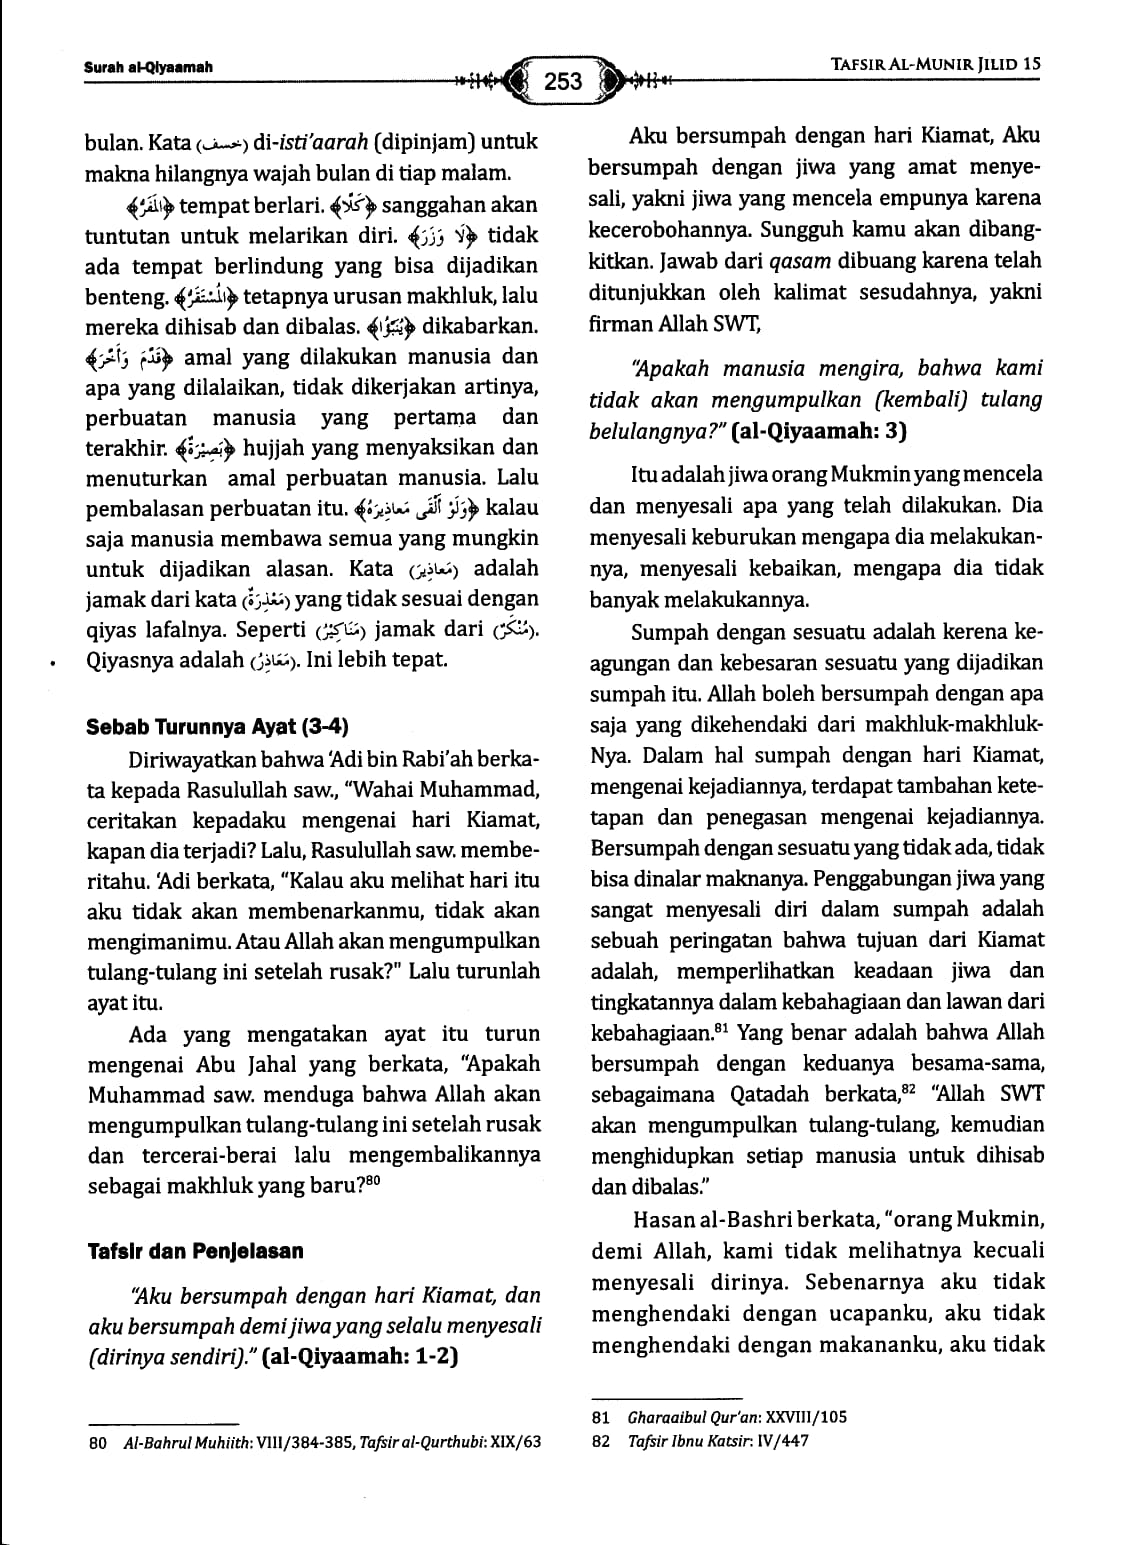 Surah al-Qiyaamah
253
TAFSIR AL-MUNIR JILID 15
bulan. Kata (خسف) di-isti’aarah (dipinjam) untuk
makna hilangnya wajah bulan di tiap malam.
﴿الْمَفَرُّ﴾ tempat berlari. ﴿كَلَّا﴾ sanggahan akan
tuntutan untuk melarikan diri. ﴿لَا وَزَرَ﴾ tidak
ada tempat berlindung yang bisa dijadikan
benteng. ﴿الْمُسْتَقَرُّ﴾ tetapnya urusan makhluk, lalu
mereka dihisab dan dibalas. ﴿يُنَبَّؤُا﴾ dikabarkan.
﴿قَدَّمَ وَأَخَّرَ﴾ amal yang dilakukan manusia dan
apa yang dilalaikan, tidak dikerjakan artinya,
perbuatan manusia yang pertama dan
terakhir. ﴿بَصِيْرَةٌ﴾ hujjah yang menyaksikan dan
menuturkan amal perbuatan manusia. Lalu
pembalasan perbuatan itu. ﴿وَلَوْ أَلْقَى مَعَاذِيرَهُ﴾ kalau
saja manusia membawa semua yang mungkin
untuk dijadikan alasan. Kata (مَعَاذِيرَ) adalah
jamak dari kata (مَعْذِرَةٌ) yang tidak sesuai dengan
qiyas lafalnya. Seperti (مَنَاكِيْرُ) jamak dari (مُنْكَرٌ).
Qiyasnya adalah (مَعَاذِرُ). Ini lebih tepat.
Sebab Turunnya Ayat (3-4)
Diriwayatkan bahwa ‘Adi bin Rabi’ah berka-
ta kepada Rasulullah saw., “Wahai Muhammad,
ceritakan kepadaku mengenai hari Kiamat,
kapan dia terjadi? Lalu, Rasulullah saw. membe-
ritahu. ‘Adi berkata, “Kalau aku melihat hari itu
aku tidak akan membenarkanmu, tidak akan
mengimanimu. Atau Allah akan mengumpulkan
tulang-tulang ini setelah rusak?" Lalu turunlah
ayat itu.
Ada yang mengatakan ayat itu turun
mengenai Abu Jahal yang berkata, “Apakah
Muhammad saw. menduga bahwa Allah akan
mengumpulkan tulang-tulang ini setelah rusak
dan tercerai-berai lalu mengembalikannya
sebagai makhluk yang baru?⁸⁰
Tafsir dan Penjelasan
“Aku bersumpah dengan hari Kiamat, dan
aku bersumpah demi jiwa yang selalu menyesali
(dirinya sendiri).” (al-Qiyaamah: 1-2)
80 Al-Bahrul Muhiith: VIII/384-385, Tafsir al-Qurthubi: XIX/63
Aku bersumpah dengan hari Kiamat, Aku
bersumpah dengan jiwa yang amat menye-
sali, yakni jiwa yang mencela empunya karena
kecerobohannya. Sungguh kamu akan dibang-
kitkan. Jawab dari qasam dibuang karena telah
ditunjukkan oleh kalimat sesudahnya, yakni
firman Allah SWT,
“Apakah manusia mengira, bahwa kami
tidak akan mengumpulkan (kembali) tulang
belulangnya?” (al-Qiyaamah: 3)
Itu adalah jiwa orang Mukmin yang mencela
dan menyesali apa yang telah dilakukan. Dia
menyesali keburukan mengapa dia melakukan-
nya, menyesali kebaikan, mengapa dia tidak
banyak melakukannya.
Sumpah dengan sesuatu adalah kerena ke-
agungan dan kebesaran sesuatu yang dijadikan
sumpah itu. Allah boleh bersumpah dengan apa
saja yang dikehendaki dari makhluk-makhluk-
Nya. Dalam hal sumpah dengan hari Kiamat,
mengenai kejadiannya, terdapat tambahan kete-
tapan dan penegasan mengenai kejadiannya.
Bersumpah dengan sesuatu yang tidak ada, tidak
bisa dinalar maknanya. Penggabungan jiwa yang
sangat menyesali diri dalam sumpah adalah
sebuah peringatan bahwa tujuan dari Kiamat
adalah, memperlihatkan keadaan jiwa dan
tingkatannya dalam kebahagiaan dan lawan dari
kebahagiaan.⁸¹ Yang benar adalah bahwa Allah
bersumpah dengan keduanya besama-sama,
sebagaimana Qatadah berkata,⁸² “Allah SWT
akan mengumpulkan tulang-tulang, kemudian
menghidupkan setiap manusia untuk dihisab
dan dibalas.”
Hasan al-Bashri berkata, “orang Mukmin,
demi Allah, kami tidak melihatnya kecuali
menyesali dirinya. Sebenarnya aku tidak
menghendaki dengan ucapanku, aku tidak
menghendaki dengan makananku, aku tidak
81 Gharaaibul Qur’an: XXVIII/105
82 Tafsir Ibnu Katsir: IV/447